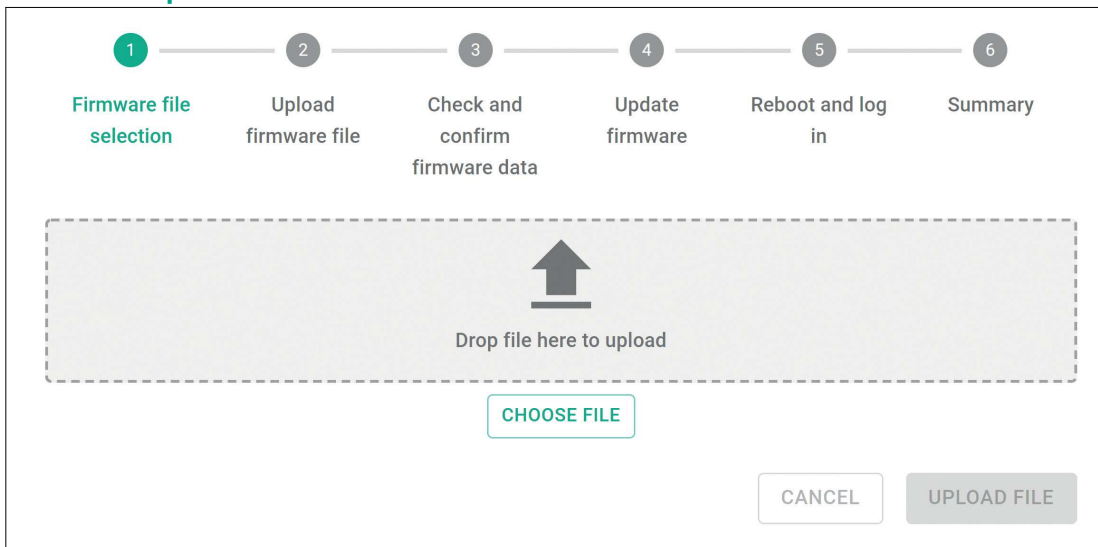 1 2 3 4 5 6
Firmware file Upload Check and Update Reboot and log Summary
selection firmware file confirm firmware in
firmware data
Drop file here to upload
CHOOSE FILE
CANCEL UPLOAD FILE